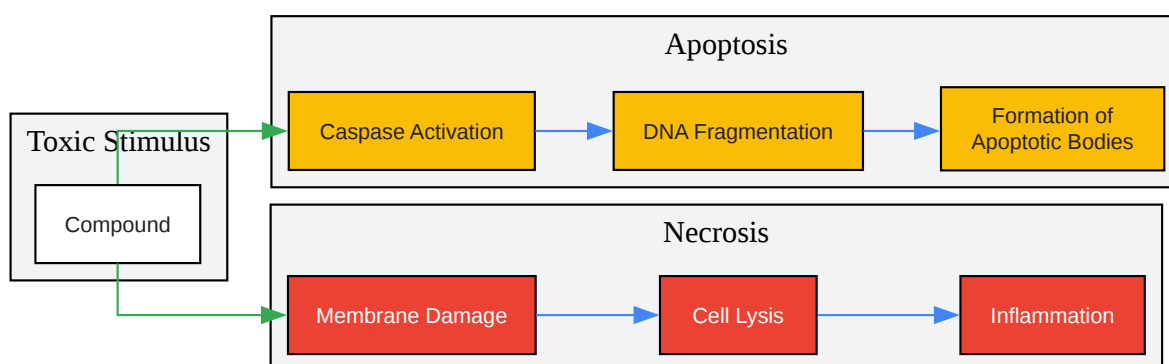 Apoptosis
Caspase Activation
DNA Fragmentation
Formation of
Apoptotic Bodies
Toxic Stimulus
Compound
Necrosis
Membrane Damage
Cell Lysis
Inflammation